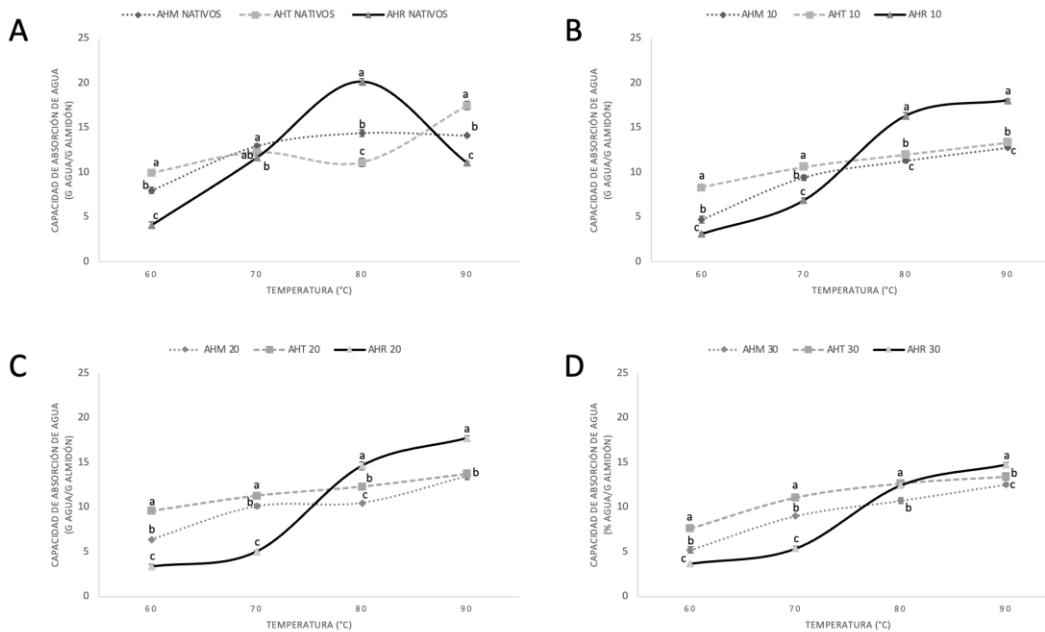 A
AHM NATIVOS AHT NATIVOS AHR NATIVOS
CAPACIDAD DE ABSORCIÓN DE AGUA
(G AGUA/G ALMIDÓN)
25
20
15
10
5
0
a
b
c
a
ab
b
a
b
c
a
b
c
60 70 80 90
TEMPERATURA (°C)
B
AHM 10 AHT 10 AHR 10
CAPACIDAD DE ABSORCIÓN DE AGUA
(G AGUA/G ALMIDÓN)
25
20
15
10
5
0
a
b
c
a
b
c
a
b
c
a
b
c
60 70 80 90
TEMPERATURA (°C)
C
AHM 20 AHT 20 AHR 20
CAPACIDAD DE ABSORCIÓN DE AGUA
(G AGUA/G ALMIDÓN)
25
20
15
10
5
0
a
b
c
a
b
c
a
b
c
a
b
60 70 80 90
TEMPERATURA (°C)
D
AHM 30 AHT 30 AHR 30
CAPACIDAD DE ABSORCIÓN DE AGUA
(% AGUA/G ALMIDÓN)
25
20
15
10
5
0
a
b
c
a
b
c
a
b
a
b
c
60 70 80 90
TEMPERATURA (°C)